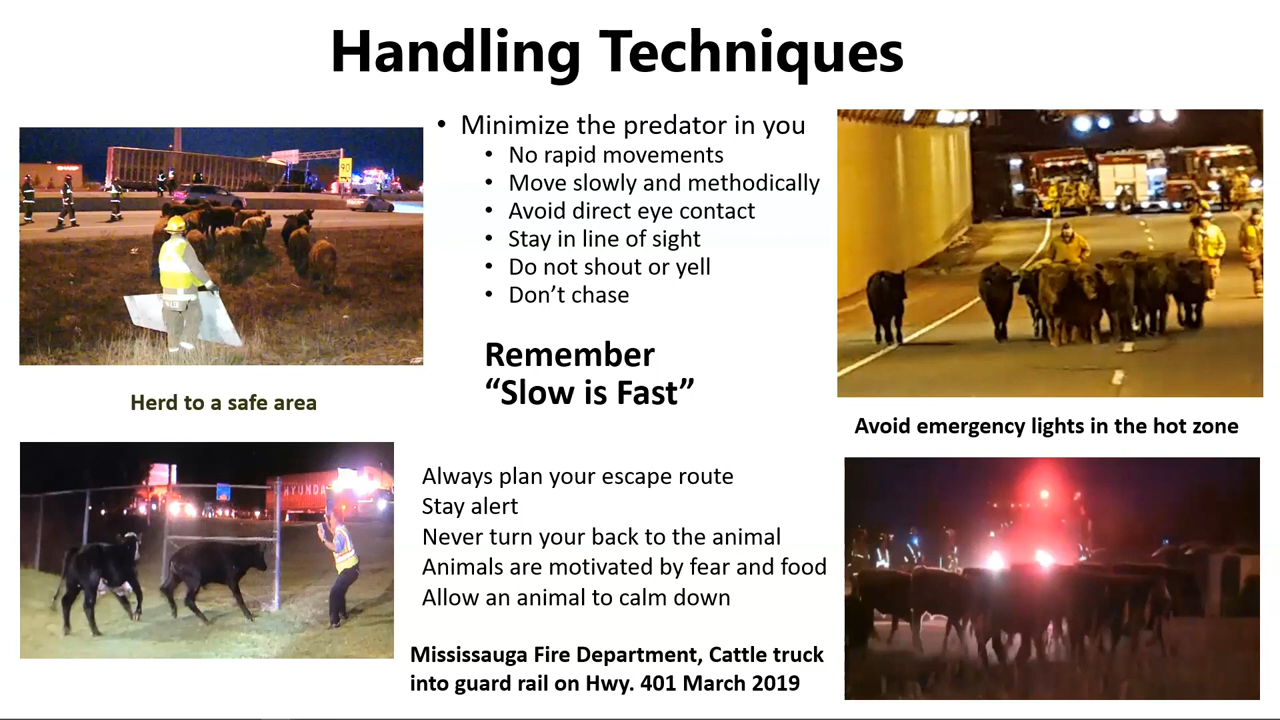 Handling Techniques
• Minimize the predator in you
• No rapid movements
• Move slowly and methodically
• Avoid direct eye contact
• Stay in line of sight
• Do not shout or yell
• Don’t chase
Remember
“Slow is Fast”
SHARP
90
Herd to a safe area
Avoid emergency lights in the hot zone
HYUNDAI
Always plan your escape route
Stay alert
Never turn your back to the animal
Animals are motivated by fear and food
Allow an animal to calm down
Mississauga Fire Department, Cattle truck
into guard rail on Hwy. 401 March 2019